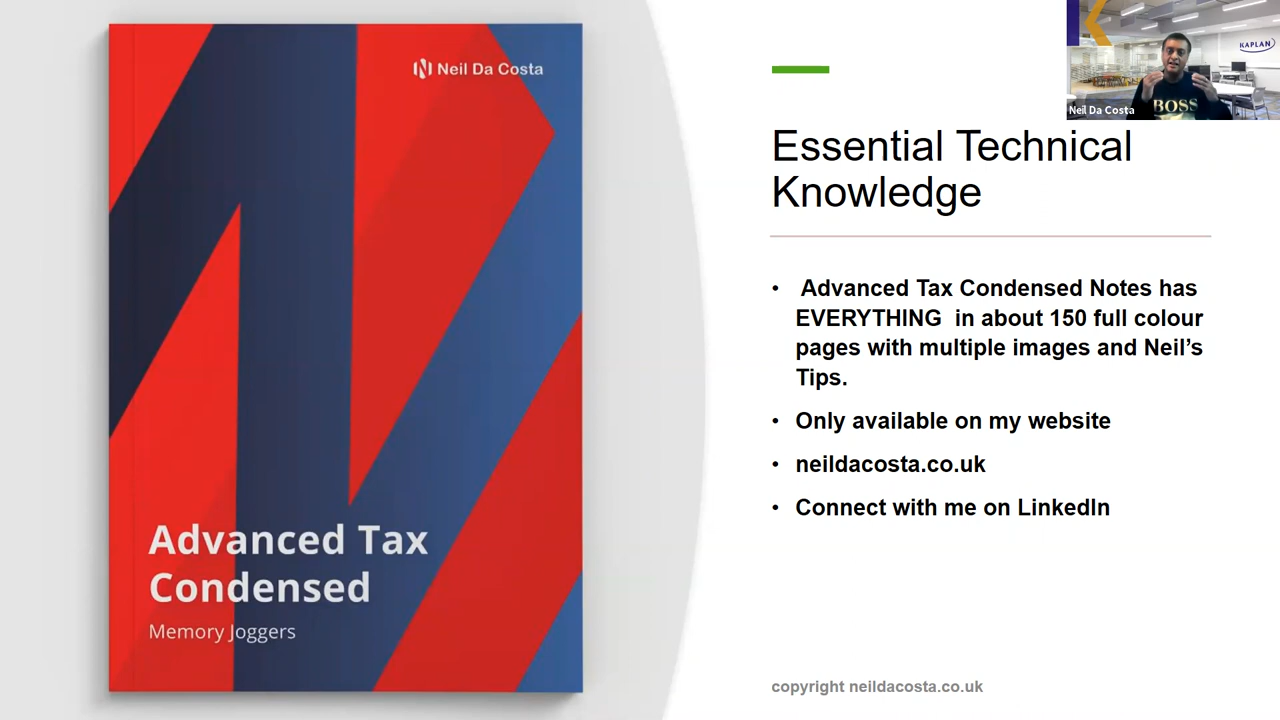 Neil Da Costa
Advanced Tax
Condensed
Memory Joggers
KAPLAN
BOSS
Neil Da Costa
Essential Technical
Knowledge
• Advanced Tax Condensed Notes has
EVERYTHING in about 150 full colour
pages with multiple images and Neil’s
Tips.
• Only available on my website
• neildacosta.co.uk
• Connect with me on LinkedIn
copyright neildacosta.co.uk